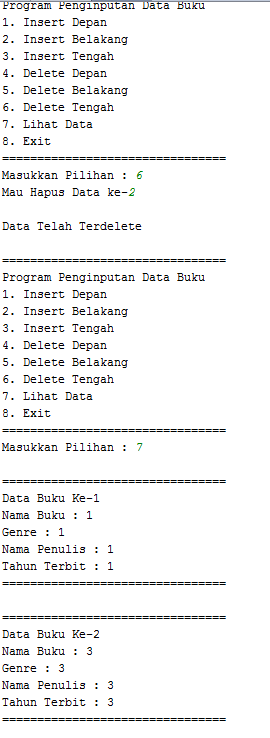 Program Penginputan Data Buku
1. Insert Depan
2. Insert Belakang
3. Insert Tengah
4. Delete Depan
5. Delete Belakang
6. Delete Tengah
7. Lihat Data
8. Exit
================================
Masukkan Pilihan : 6
Mau Hapus Data ke-2
Data Telah Terdelete
================================
Program Penginputan Data Buku
1. Insert Depan
2. Insert Belakang
3. Insert Tengah
4. Delete Depan
5. Delete Belakang
6. Delete Tengah
7. Lihat Data
8. Exit
================================
Masukkan Pilihan : 7
================================
Data Buku Ke-1
Nama Buku : 1
Genre : 1
Nama Penulis : 1
Tahun Terbit : 1
================================
================================
Data Buku Ke-2
Nama Buku : 3
Genre : 3
Nama Penulis : 3
Tahun Terbit : 3
================================